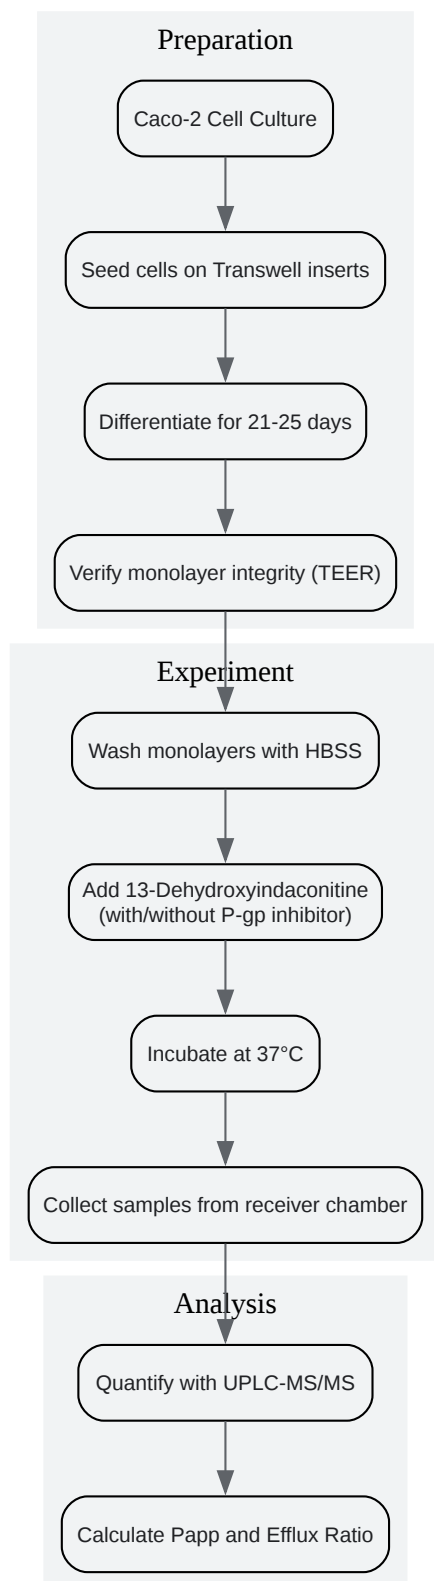 Preparation
Caco-2 Cell Culture
Seed cells on Transwell inserts
Differentiate for 21-25 days
Verify monolayer integrity (TEER)
Experiment
Wash monolayers with HBSS
Add 13-Dehydroxyindaconitine
(with/without P-gp inhibitor)
Incubate at 37°C
Collect samples from receiver chamber
Analysis
Quantify with UPLC-MS/MS
Calculate Papp and Efflux Ratio